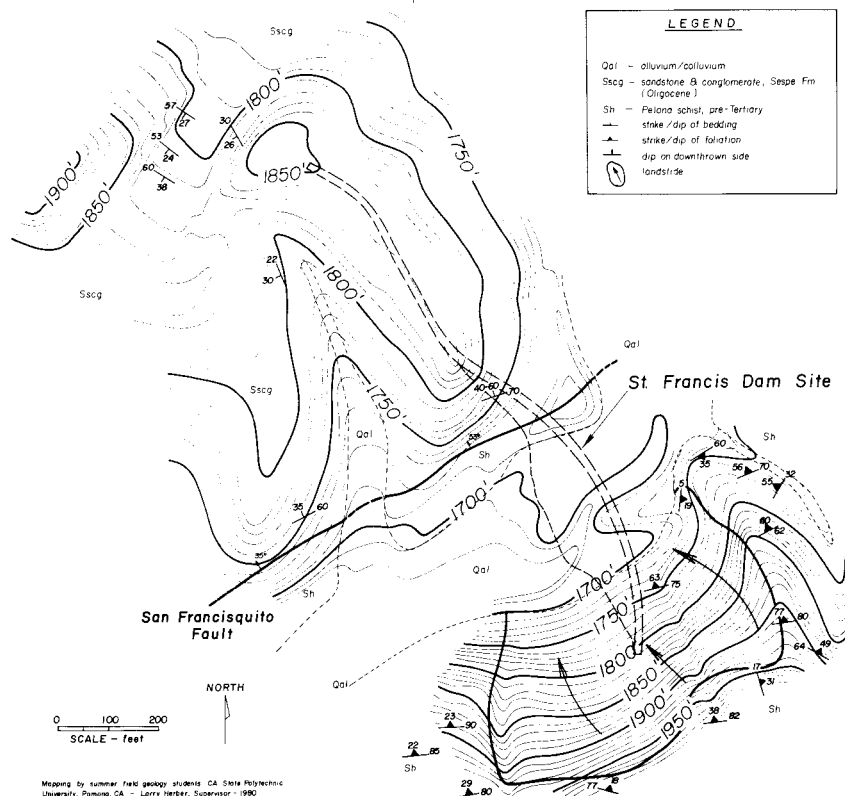 LEGEND
Qal - alluvium/colluvium
Sscg - sandstone & conglomerate, Sespe Fm
(Oligocene)
Sh - Pelona schist, pre-Tertiary
strike/dip of bedding
strike/dip of foliation
dip on downthrown side
landslide
Sscg
1800'
1750'
57
27
30
26
53
24
60
38
1850'
1900'
1850'
22
30
1800'
Sscg
Sscg
Qal
St. Francis Dam Site
40
60
70
1750'
Qal
Sh
Sh
60
35
56
70
55
32
5
19
1700'
35
60
Qal
60
62
Sh
San Francisquito
Fault
1700'
63
75
1750'
77
80
1800'
64
49
1850'
17
31
Qal
1900'
Sh
NORTH
1950'
38
82
0 100 200
SCALE - feet
23
90
22
85
Sh
29
80
77
18
Mapping by summer field geology students CA State Polytechnic
University, Pomona, CA - Larry Herber, Supervisor - 1980